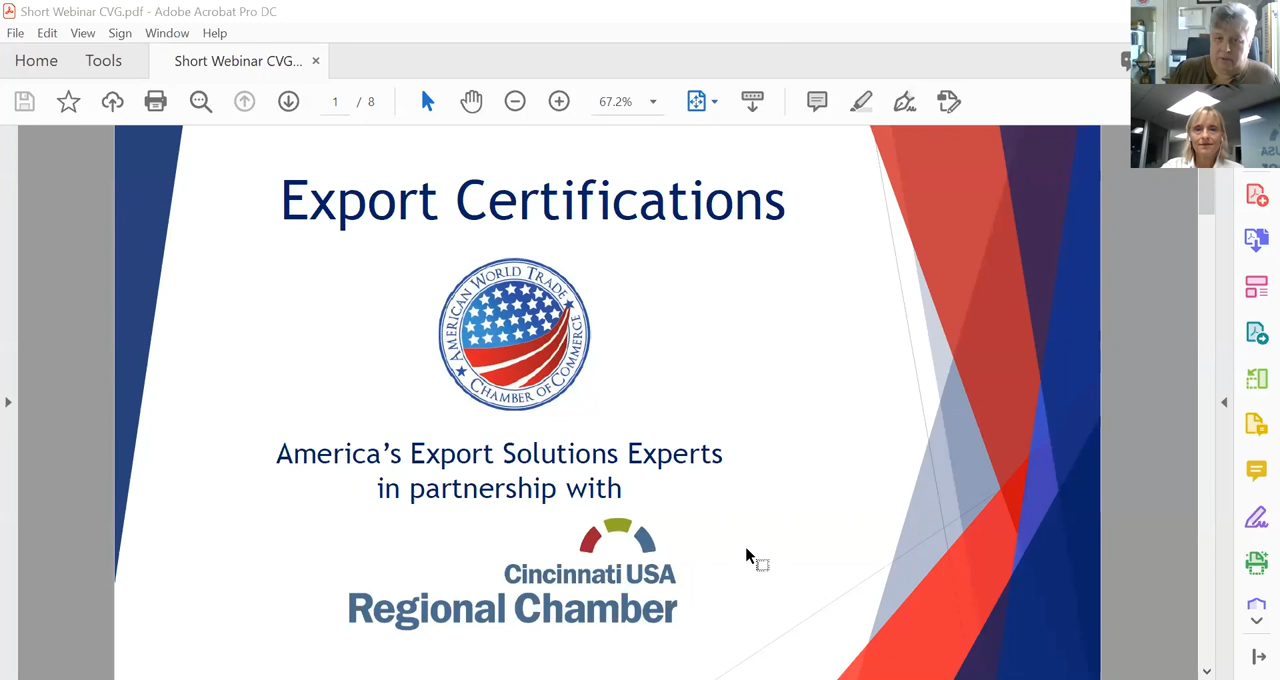 Short Webinar CVG.pdf - Adobe Acrobat Pro DC
File Edit View Sign Window Help
Home Tools Short Webinar CVG... ×
1 / 8 67.2%
Export Certifications
AMERICAN WORLD TRADE
CHAMBER OF COMMERCE
America's Export Solutions Experts
in partnership with
Cincinnati USA
Regional Chamber